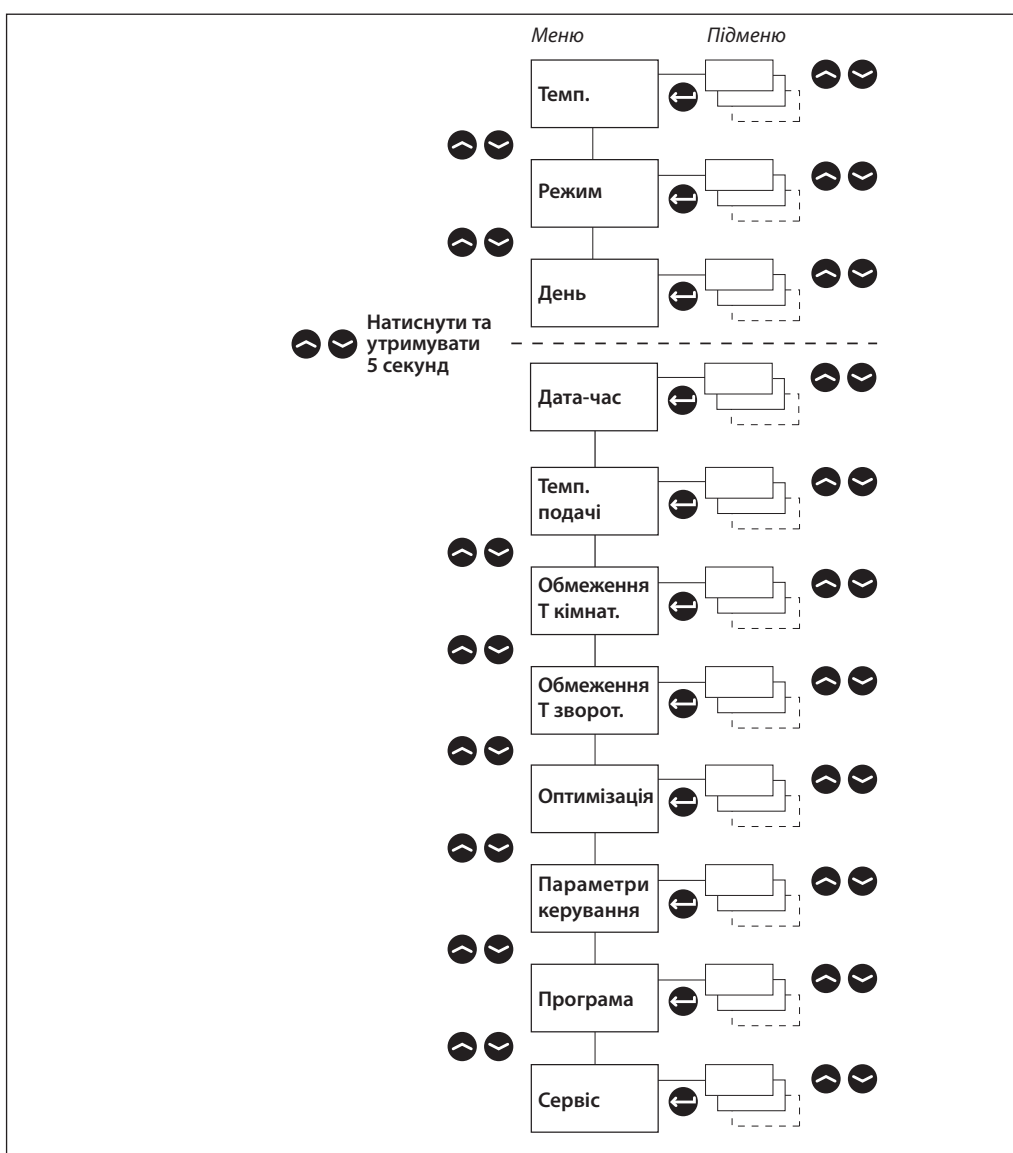 Меню Підменю
Темп.
Режим
День
Натиснути та
утримувати
5 секунд
Дата-час
Темп.
подачі
Обмеження
Т кімнат.
Обмеження
Т зворот.
Оптимізація
Параметри
керування
Програма
Сервіс